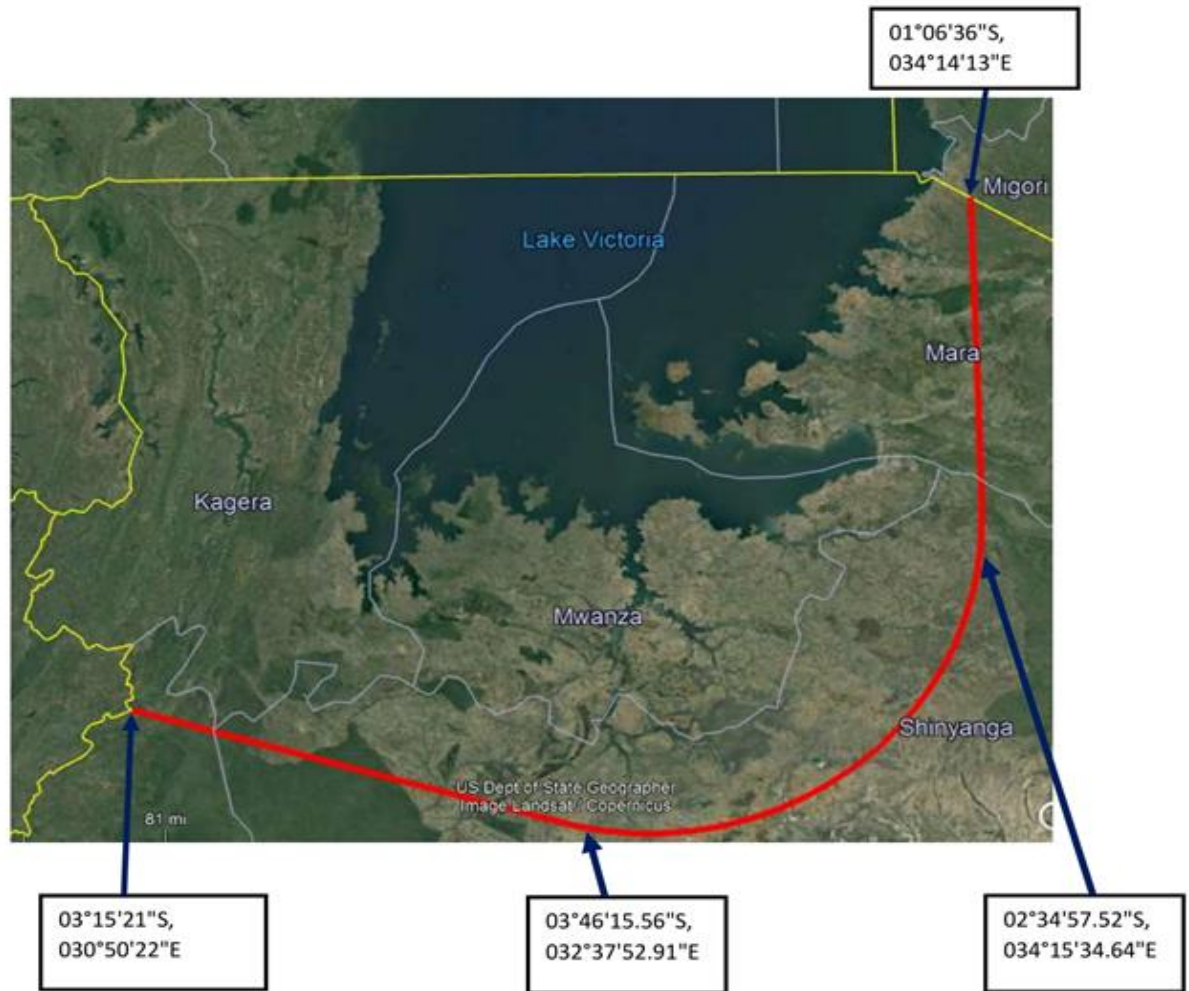 01°06'36"S,
034°14'13"E
Migori
Lake Victoria
Mara
Kagera
Mwanza
Shinyanga
US Dept of State Geographer
Image Landsat / Copernicus
81 mi
03°15'21"S,
030°50'22"E
03°46'15.56"S,
032°37'52.91"E
02°34'57.52"S,
034°15'34.64"E